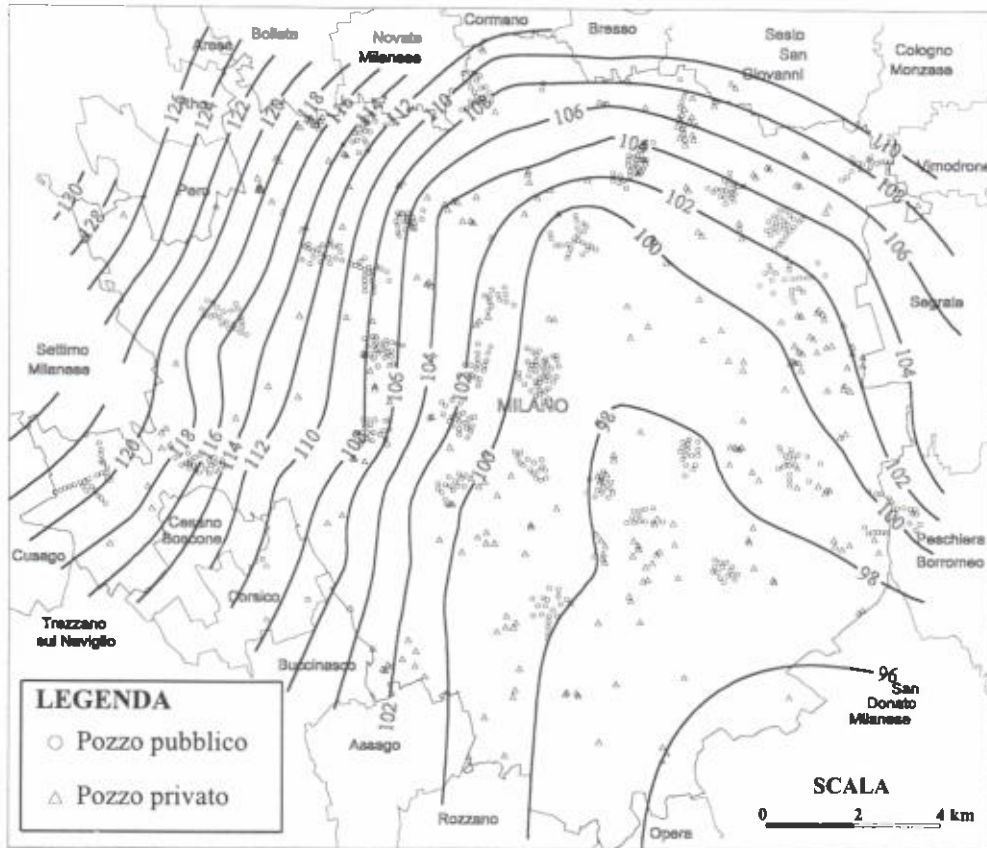 Cormano
Bresso
Sesto
San
Giovanni
Cologno
Monzese
Arese
Bollate
Novate
Milanese
Rho
Pero
Vimodrone
Segrate
Settimo
Milanese
MILANO
Cusago
Cesano
Boscone
Corsico
Trezzano
sul Naviglio
Buccinasco
Assago
Rozzano
Opera
Peschiera
Borromeo
San
Donato
Milanese
130
128
124
122
120
118
116
114
112
110
108
106
104
102
100
110
108
106
104
102
100
98
120
118
116
114
112
110
108
106
104
102
100
98
96
102
LEGENDA
Pozzo pubblico
Pozzo privato
SCALA
0 2 4 km